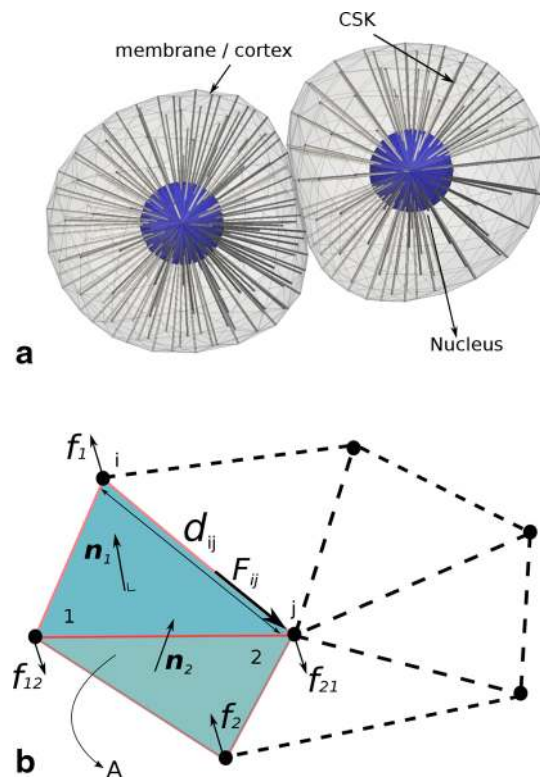 CSK
membrane / cortex
Nucleus
a
f1
i
dij
n1
Fij
j
1
2
n2
f12
f21
f2
A
b